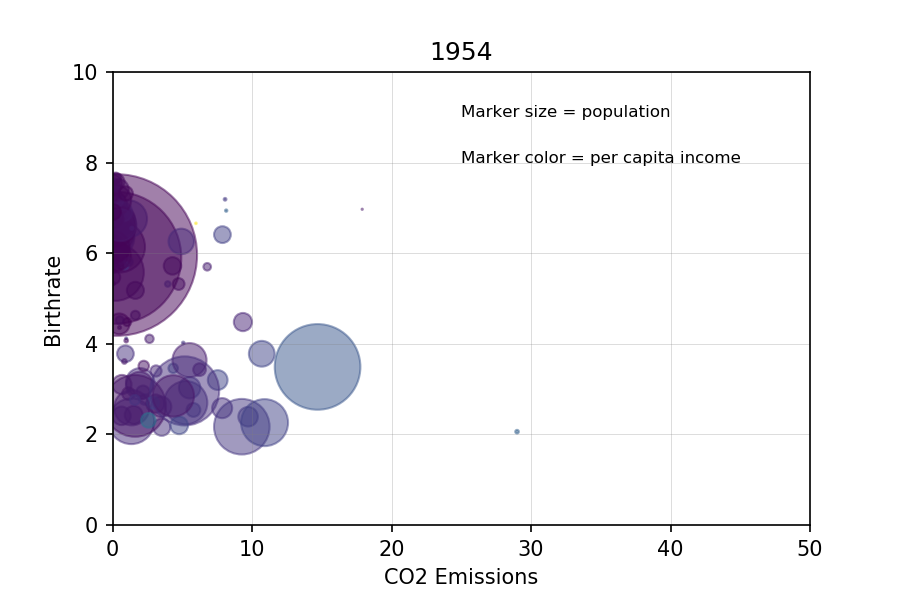 1954
Marker size = population
Marker color = per capita income
10
8
6
4
2
0
Birthrate
0 10 20 30 40 50
CO2 Emissions